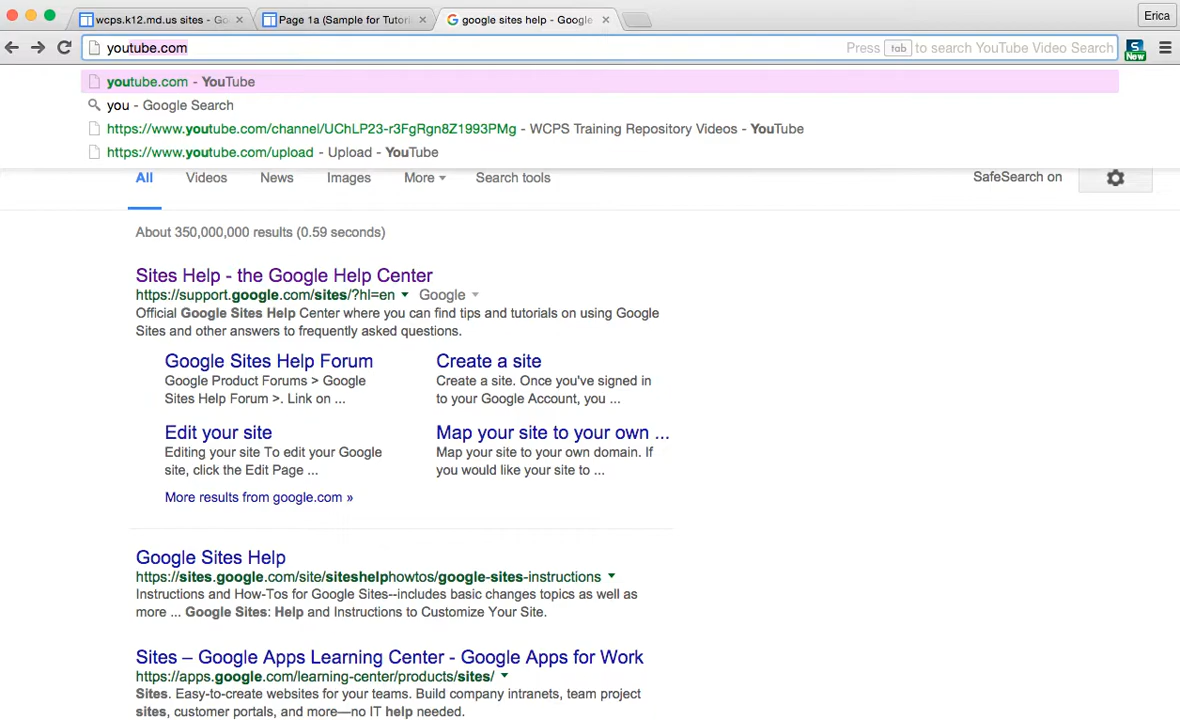 wcps.k12.md.us sites - Go
Page 1a (Sample for Tutori
google sites help - Google
Erica
youtube.com
Press tab to search YouTube Video Search
New
youtube.com - YouTube
you - Google Search
https://www.youtube.com/channel/UChLP23-r3FgRgn8Z1993PMg - WCPS Training Repository Videos - YouTube
https://www.youtube.com/upload - Upload - YouTube
All Videos News Images More Search tools SafeSearch on
About 350,000,000 results (0.59 seconds)
Sites Help - the Google Help Center
https://support.google.com/sites/?hl=en Google
Official Google Sites Help Center where you can find tips and tutorials on using Google
Sites and other answers to frequently asked questions.
Google Sites Help Forum
Google Product Forums > Google
Sites Help Forum >. Link on ...
Create a site
Create a site. Once you've signed in
to your Google Account, you ...
Edit your site
Editing your site To edit your Google
site, click the Edit Page ...
Map your site to your own ...
Map your site to your own domain. If
you would like your site to ...
More results from google.com »
Google Sites Help
https://sites.google.com/site/siteshelphowtos/google-sites-instructions
Instructions and How-Tos for Google Sites--includes basic changes topics as well as
more ... Google Sites: Help and Instructions to Customize Your Site.
Sites – Google Apps Learning Center - Google Apps for Work
https://apps.google.com/learning-center/products/sites/
Sites. Easy-to-create websites for your teams. Build company intranets, team project
sites, customer portals, and more—no IT help needed.